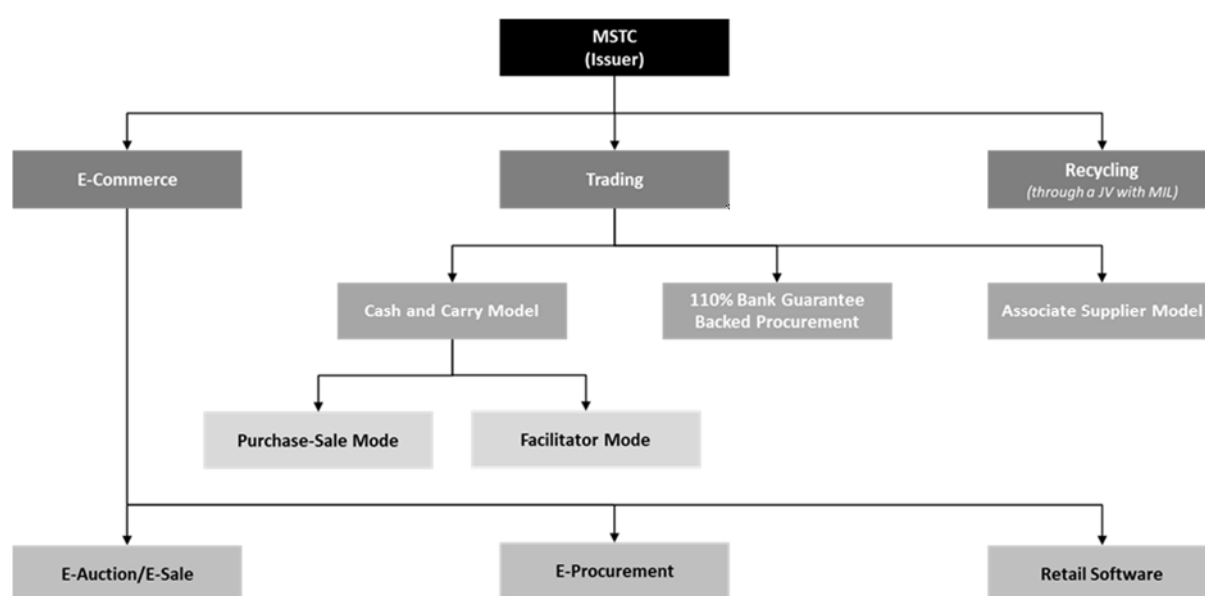 MSTC
(Issuer)
E-Commerce
Trading
Recycling
(through a JV with MIL)
Cash and Carry Model
110% Bank Guarantee
Backed Procurement
Associate Supplier Model
Purchase-Sale Mode
Facilitator Mode
E-Auction/E-Sale
E-Procurement
Retail Software